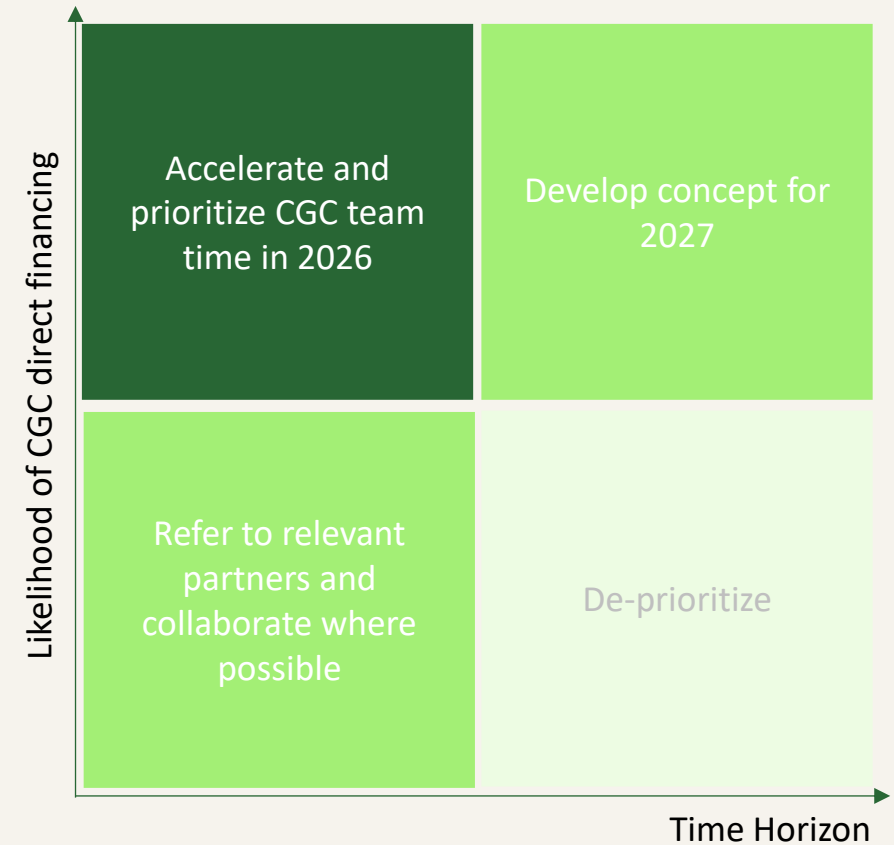 Likelihood of CGC direct financing
Accelerate and
prioritize CGC team
time in 2026
Develop concept for
2027
Refer to relevant
partners and
collaborate where
possible
De-prioritize
Time Horizon